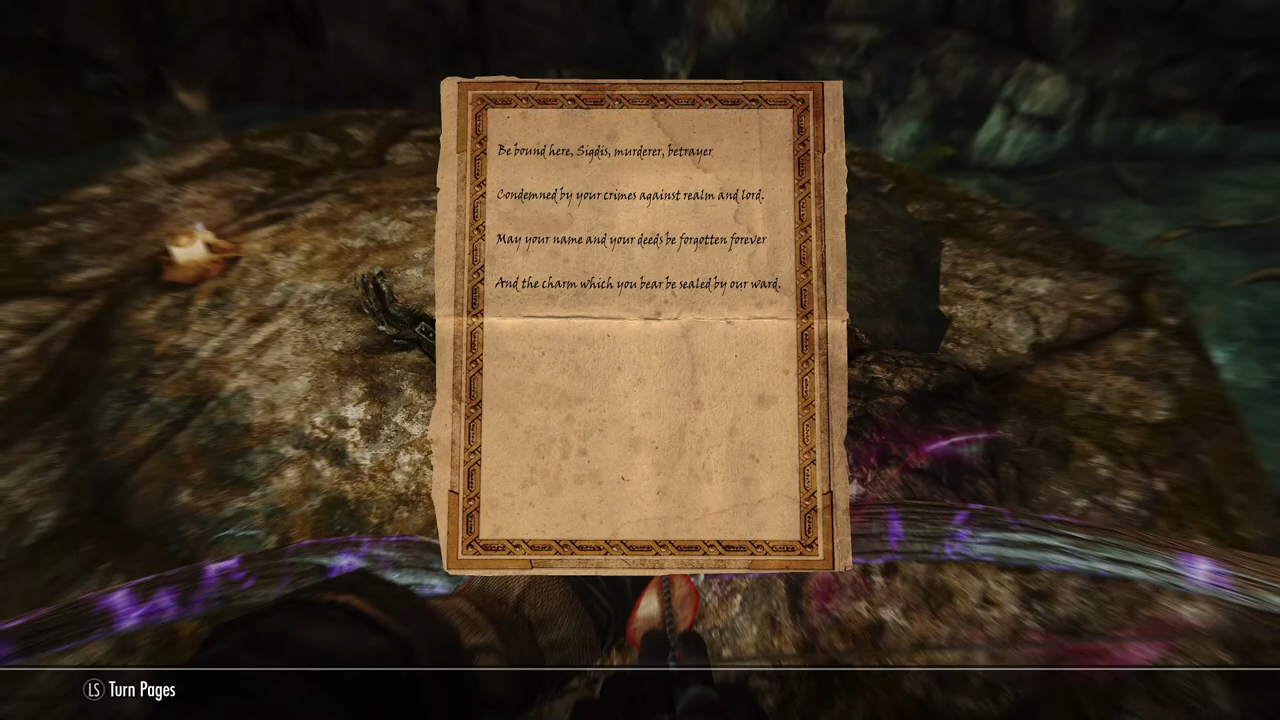 Be bound here, Sigdis, murderer, betrayer
Condemned by your crimes against realm and lord.
May your name and your deeds be forgotten forever
And the charm which you bear be sealed by our ward.
LS Turn Pages